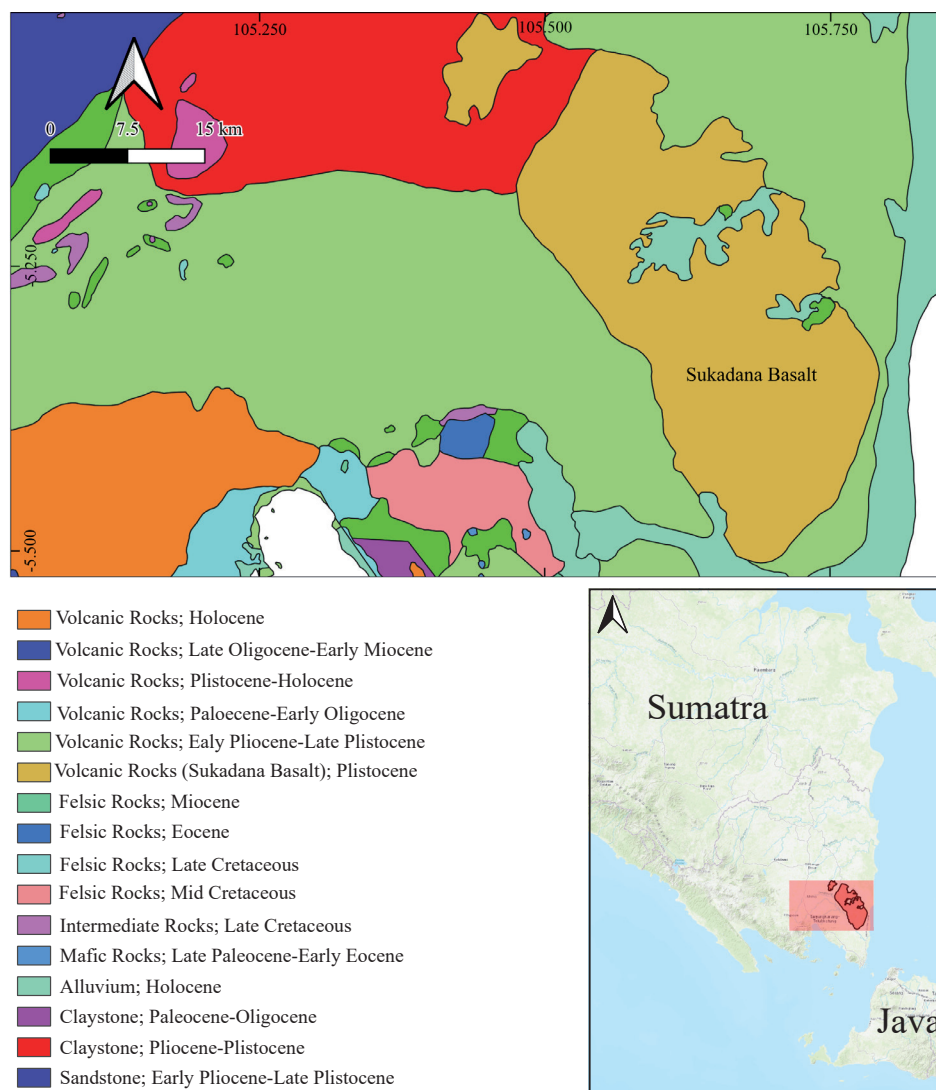 105.250 105.500 105.750
0 7.5 15 km
-5.250
Sukadana Basalt
-5.500
Volcanic Rocks; Holocene
Volcanic Rocks; Late Oligocene-Early Miocene
Volcanic Rocks; Plistocene-Holocene
Volcanic Rocks; Paloecene-Early Oligocene
Volcanic Rocks; Ealy Pliocene-Late Plistocene
Volcanic Rocks (Sukadana Basalt); Plistocene
Felsic Rocks; Miocene
Felsic Rocks; Eocene
Felsic Rocks; Late Cretaceous
Felsic Rocks; Mid Cretaceous
Intermediate Rocks; Late Cretaceous
Mafic Rocks; Late Paleocene-Early Eocene
Alluvium; Holocene
Claystone; Paleocene-Oligocene
Claystone; Pliocene-Plistocene
Sandstone; Early Pliocene-Late Plistocene
Sumatra
Java